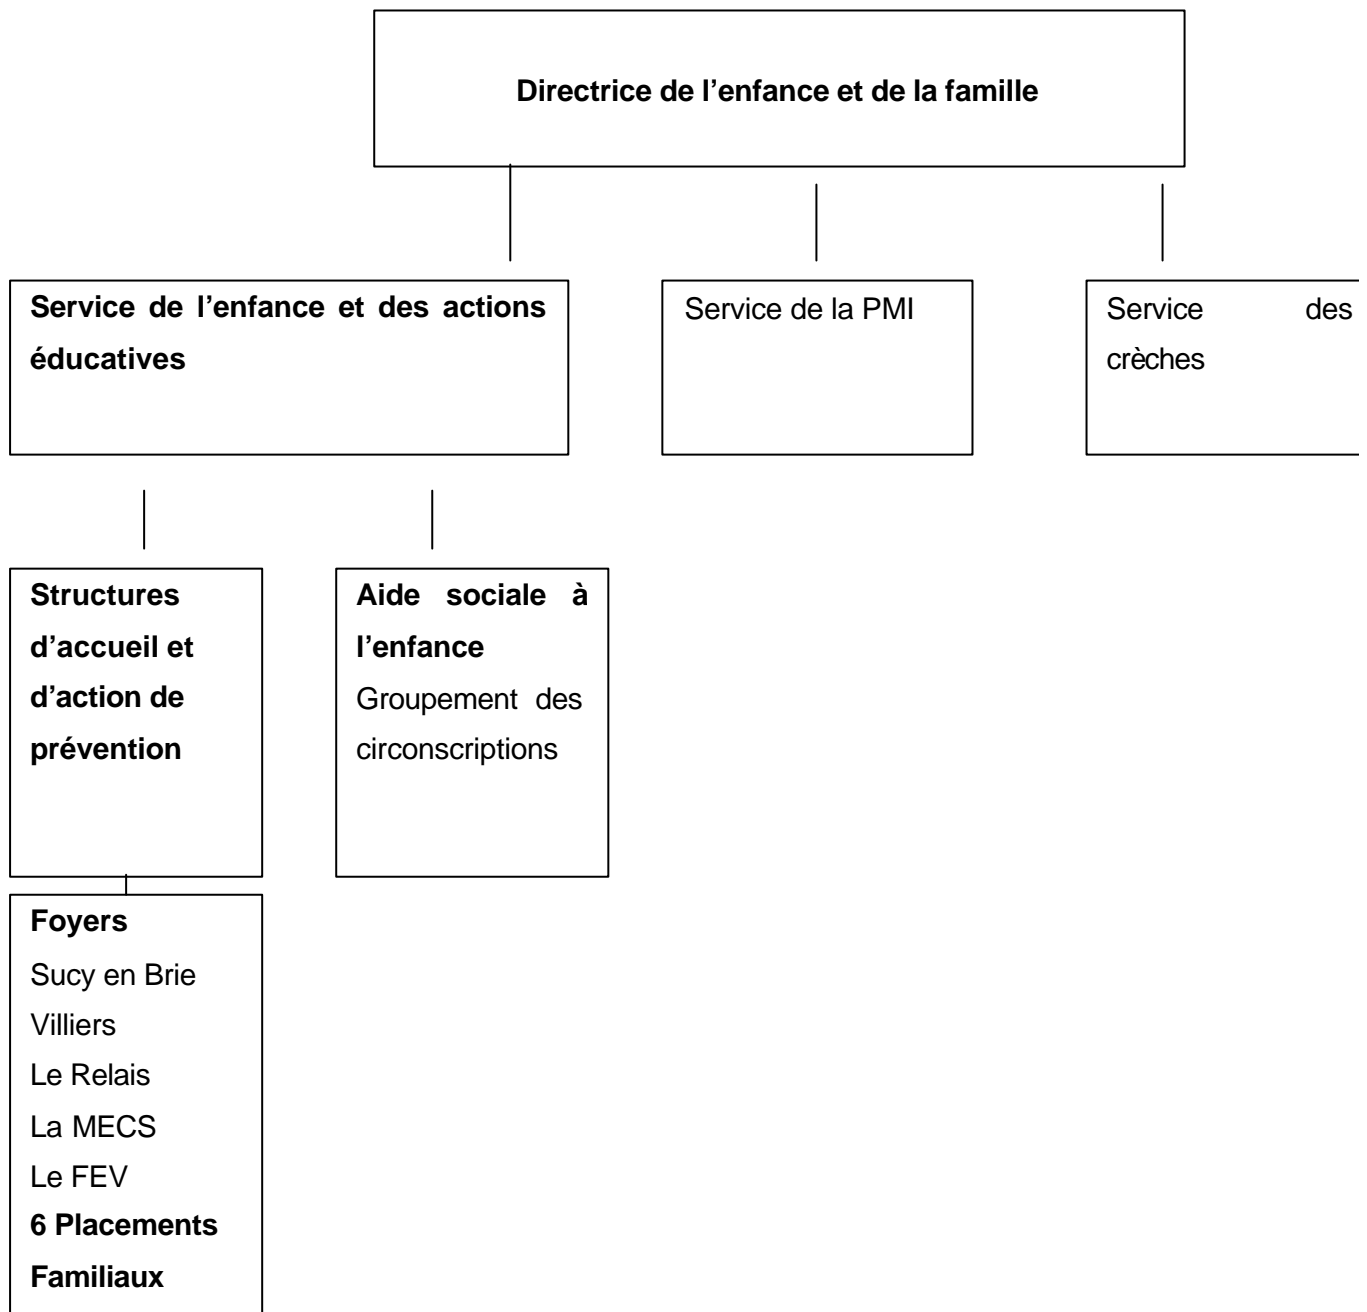 Directrice de l’enfance et de la famille
Service de l’enfance et des actions
éducatives
Service de la PMI
Service des
crèches
Structures
d’accueil et
d’action de
prévention
Aide sociale à
l’enfance
Groupement des
circonscriptions
Foyers
Sucy en Brie
Villiers
Le Relais
La MECS
Le FEV
6 Placements
Familiaux